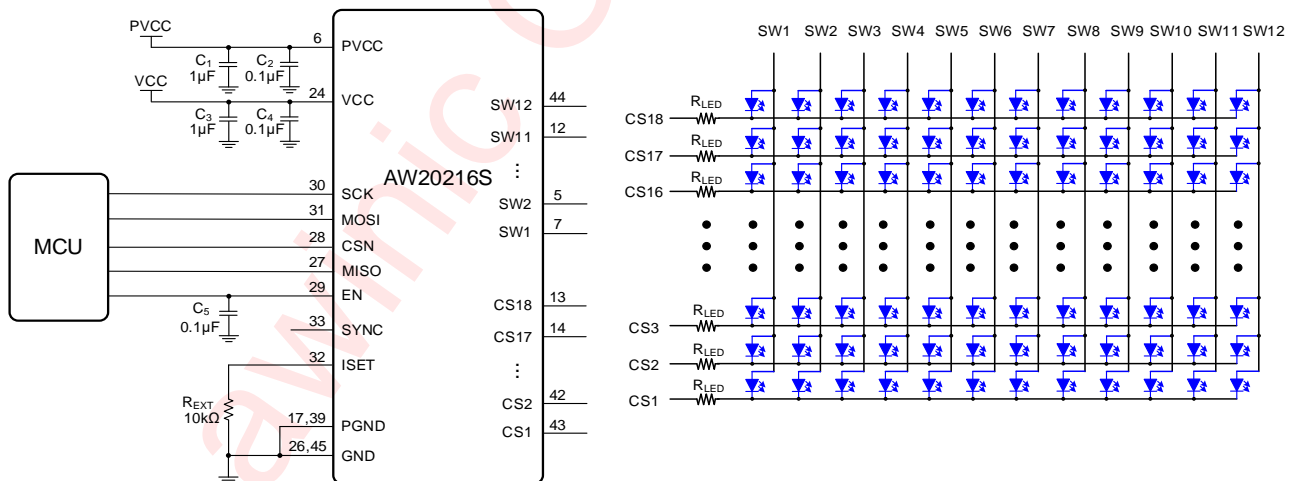 PVCC
6
PVCC
C1
1µF
C2
0.1µF
VCC
24
VCC
C3
1µF
C4
0.1µF
MCU
AW20216S
30
SCK
31
MOSI
28
CSN
27
MISO
29
EN
C5
0.1µF
33
SYNC
32
ISET
REXT
10kΩ
17,39
PGND
26,45
GND
SW12
44
SW11
12
⋮
SW2
5
SW1
7
CS18
13
CS17
14
⋮
CS2
42
CS1
43
SW1 SW2 SW3 SW4 SW5 SW6 SW7 SW8 SW9 SW10 SW11 SW12
CS18 RLED
CS17 RLED
CS16 RLED
CS3 RLED
CS2 RLED
CS1 RLED
awinic C